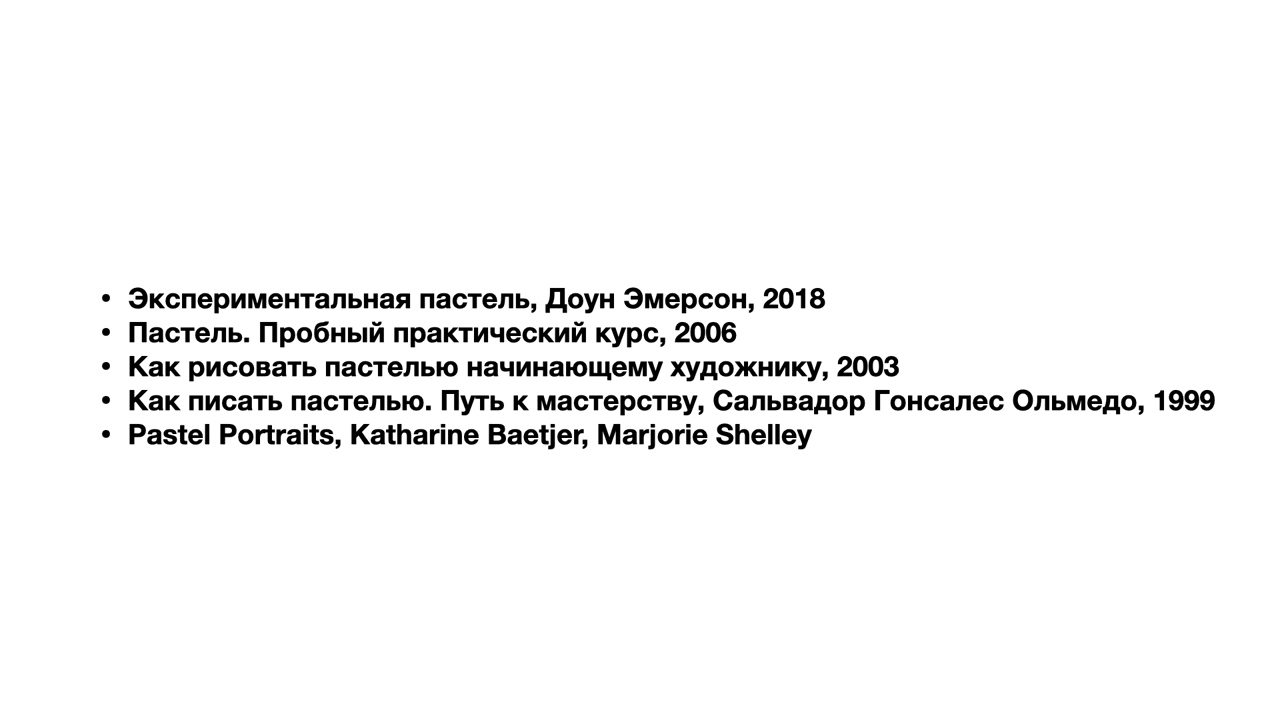 • Экспериментальная пастель, Доун Эмерсон, 2018
• Пастель. Пробный практический курс, 2006
• Как рисовать пастелью начинающему художнику, 2003
• Как писать пастелью. Путь к мастерству, Сальвадор Гонсалес Ольмедо, 1999
• Pastel Portraits, Katharine Baetjer, Marjorie Shelley